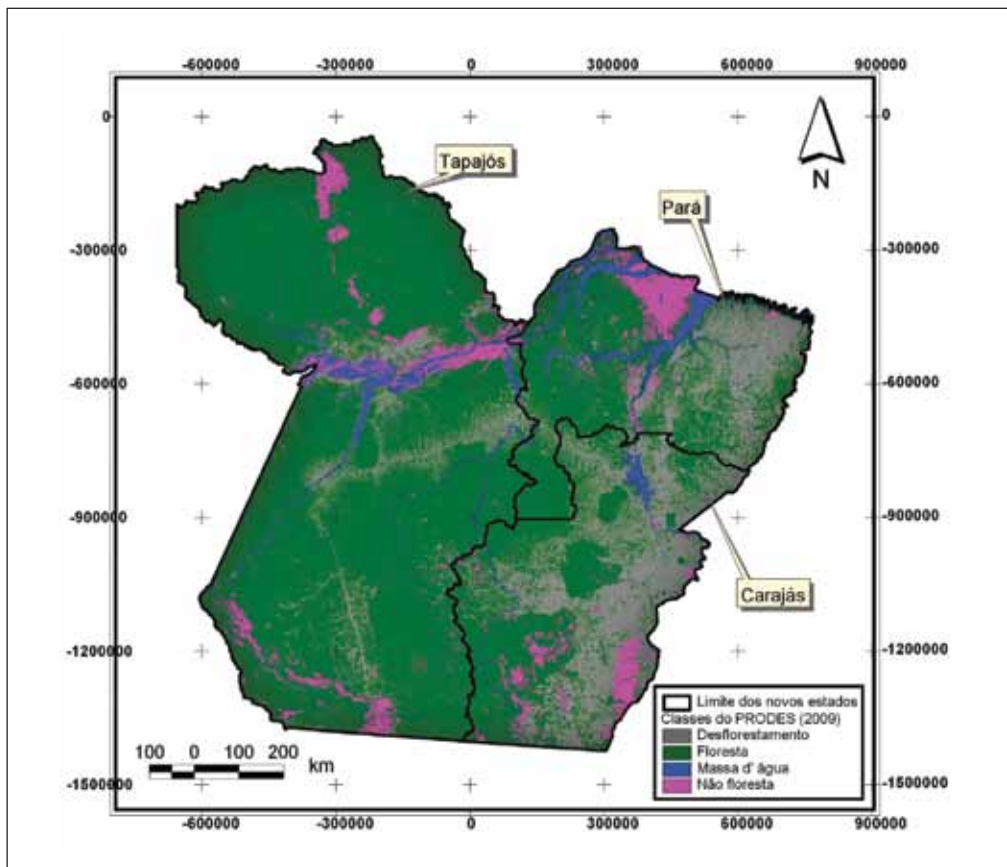 -600000 -300000 0 300000 600000 900000
0 0
N
Tapajós
Pará
-300000 -300000
-600000 -600000
-900000 -900000
Carajás
-1200000 -1200000
Limite dos novos estados
Classes do PRODES (2009)
Desflorestamento
Floresta
Massa d' água
Não floresta
100 0 100 200
km
-1500000 -1500000
-600000 -300000 0 300000 600000 900000